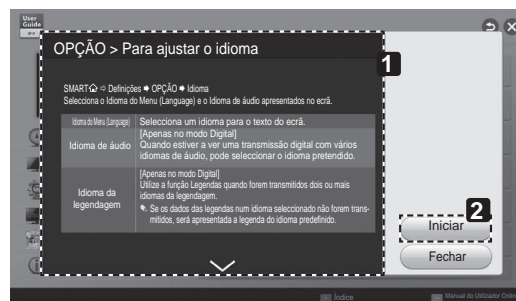 User
Guide
OPÇÃO > Para ajustar o idioma
1
SMART ⇨ Definições ➧ OPÇÃO ➧ Idioma
Selecciona o Idioma do Menu (Language) e o Idioma de áudio apresentados no ecrã.
Idioma do Menu (Language) Selecciona um idioma para o texto do ecrã.
Idioma de áudio
[Apenas no modo Digital]
Quando estiver a ver uma transmissão digital com vários
idiomas de áudio, pode seleccionar o idioma pretendido.
Idioma da
legendagem
[Apenas no modo Digital]
Utilize a função Legendas quando forem transmitidos dois ou mais
idiomas da legendagem.
Se os dados das legendas num idioma seleccionado não forem trans-
mitidos, será apresentada a legenda do idioma predefinido.
2
Iniciar
Fechar
Índice
Manual do Utilizador Onlin